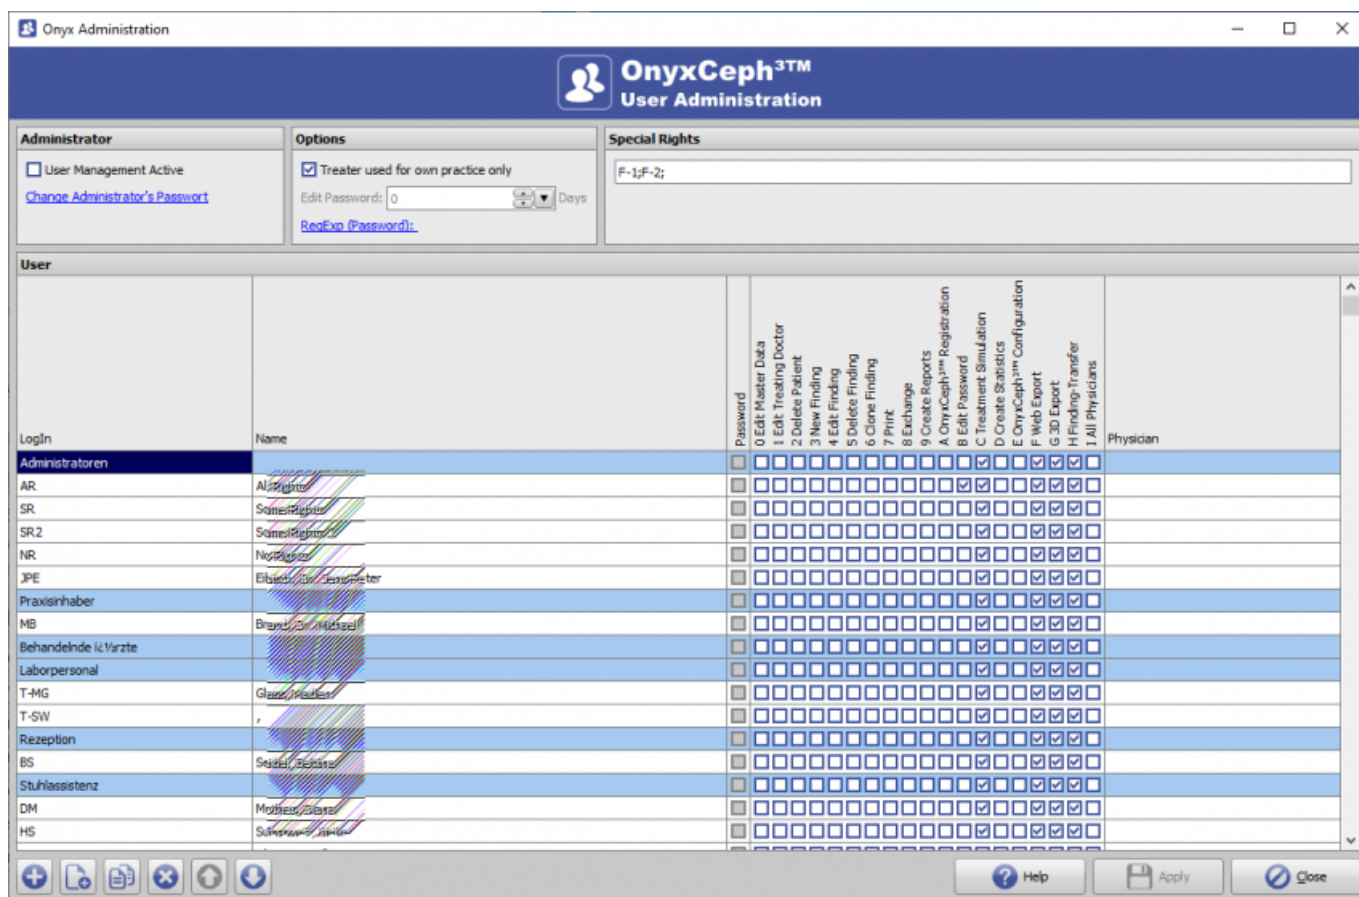 Onyx Administration
OnyxCeph³™
User Administration
Administrator
User Management Active
Change Administrator's Passwort
Options
Treater used for own practice only
Edit Password: 0 Days
RegExp (Password):
Special Rights
F-1;F-2;
User
LogIn
Name
Password
0 Edit Master Data
1 Edit Treating Doctor
2 Delete Patient
3 New Finding
4 Edit Finding
5 Delete Finding
6 Clone Finding
7 Print
8 Exchange
9 Create Reports
A OnyxCeph³™ Registration
B Edit Password
C Treatment Simulation
D Create Statistics
E OnyxCeph³™ Configuration
F Web Export
G 3D Export
H Finding-Transfer
I All Physicians
Physician
Administratoren
AR
SR
SR2
NR
JPE
Praxisinhaber
MB
Behandelnde ï¿½rzte
Laborpersonal
T-MG
T-SW ,
Rezeption
BS
Stuhlassistenz
DM
HS
Help
Apply
Close